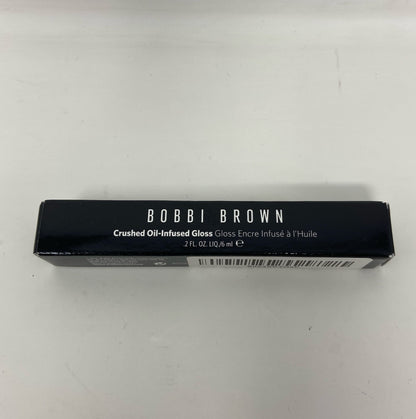 BOBBI BROWN
Crushed Oil-Infused Gloss Gloss Encre Infusé à l'Huile
.2 FL. OZ. LIQ./6 ml ℮